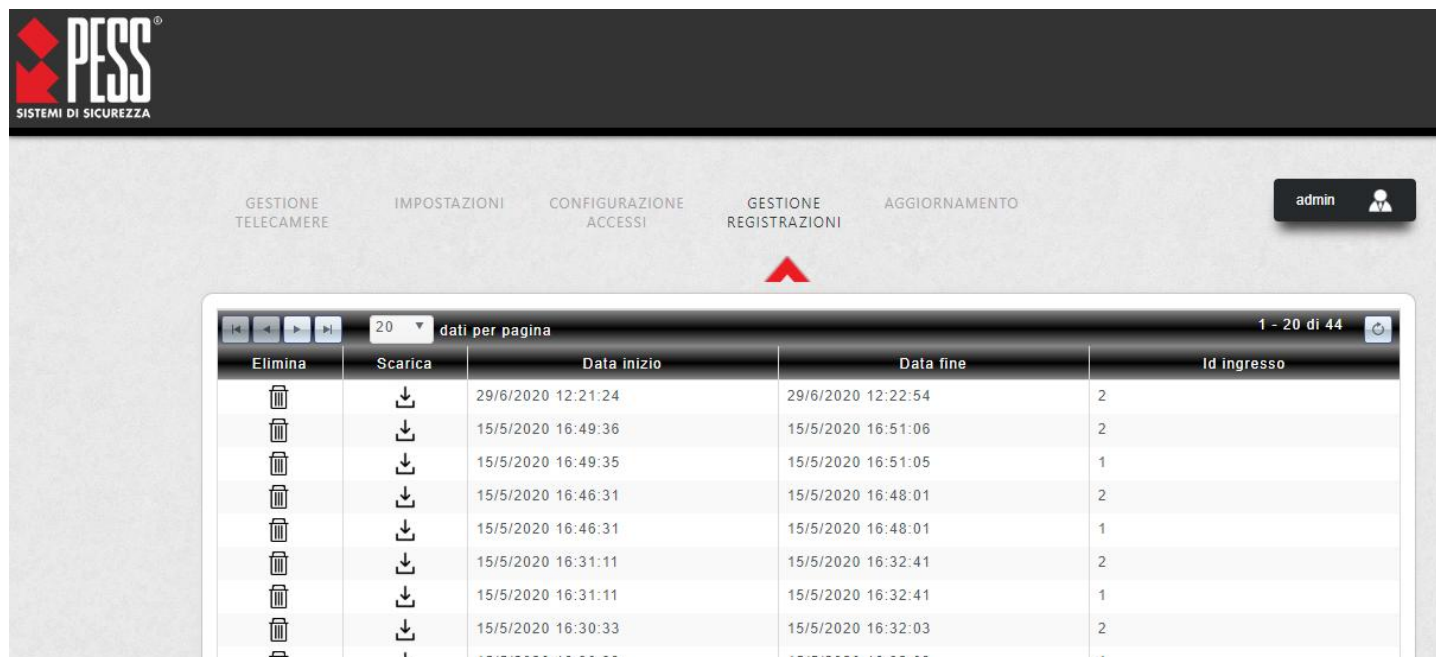 PESS®
SISTEMI DI SICUREZZA
GESTIONE TELECAMERE
IMPOSTAZIONI
CONFIGURAZIONE ACCESSI
GESTIONE REGISTRAZIONI
AGGIORNAMENTO
admin
20 dati per pagina 1 - 20 di 44
Elimina Scarica Data inizio Data fine Id ingresso
29/6/2020 12:21:24 29/6/2020 12:22:54 2
15/5/2020 16:49:36 15/5/2020 16:51:06 2
15/5/2020 16:49:35 15/5/2020 16:51:05 1
15/5/2020 16:46:31 15/5/2020 16:48:01 2
15/5/2020 16:46:31 15/5/2020 16:48:01 1
15/5/2020 16:31:11 15/5/2020 16:32:41 2
15/5/2020 16:31:11 15/5/2020 16:32:41 1
15/5/2020 16:30:33 15/5/2020 16:32:03 2